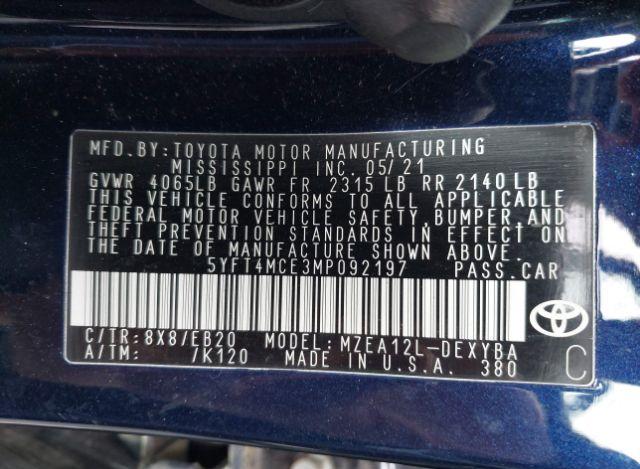 MFD.BY:TOYOTA MOTOR MANUFACTURING
MISSISSIPPI INC. 05/21
GVWR 4065LB GAWR FR 2315 LB RR 2140 LB
THIS VEHICLE CONFORMS TO ALL APPLICABLE
FEDERAL MOTOR VEHICLE SAFETY, BUMPER AND
THEFT PREVENTION STANDARDS IN EFFECT ON
THE DATE OF MANUFACTURE SHOWN ABOVE.
5YFT4MCE3MP092197 PASS.CAR
C/TR:8X8/EB20 MODEL:MZEA12L-DEXYBA
A/TM: /K120 MADE IN U.S.A. 380
C